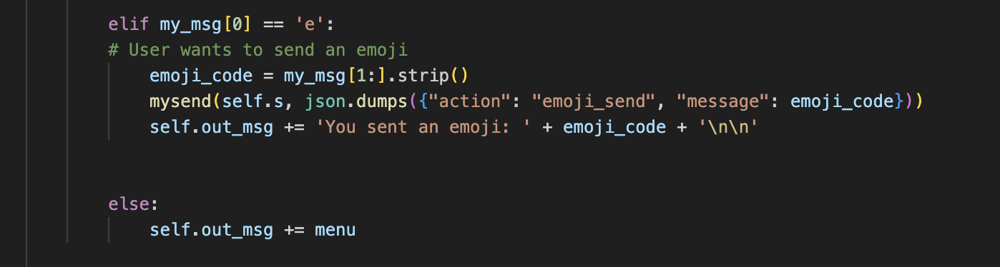 elif my_msg[0] == 'e':
# User wants to send an emoji
emoji_code = my_msg[1:].strip()
mysend(self.s, json.dumps({"action": "emoji_send", "message": emoji_code}))
self.out_msg += 'You sent an emoji: ' + emoji_code + '\n\n'
else:
self.out_msg += menu